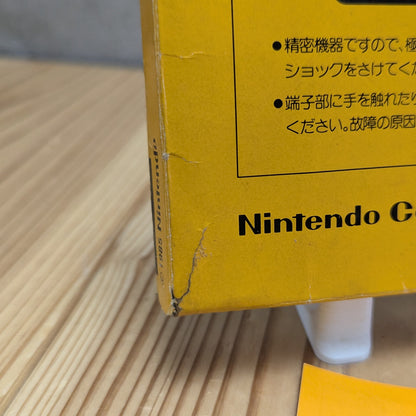 ●精密機器ですので、極
ショックをさけてくだ
●端子部に手を触れたり
ください。故障の原因
Nintendo C
© 1985 Nintendo